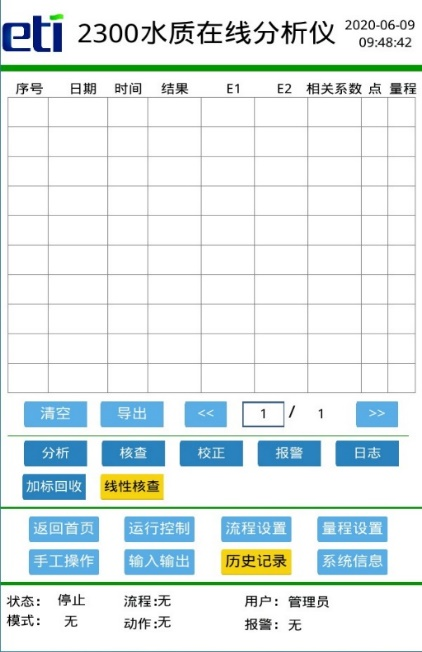 eti 2300水质在线分析仪 2020-06-09
09:48:42
序号 日期 时间 结果 E1 E2 相关系数 点 量程
清空 导出 << 1 / 1 >>
分析 核查 校正 报警 日志
加标回收 线性核查
返回首页 运行控制 流程设置 量程设置
手工操作 输入输出 历史记录 系统信息
状态: 停止 流程:无 用户: 管理员
模式: 无 动作:无 报警: 无